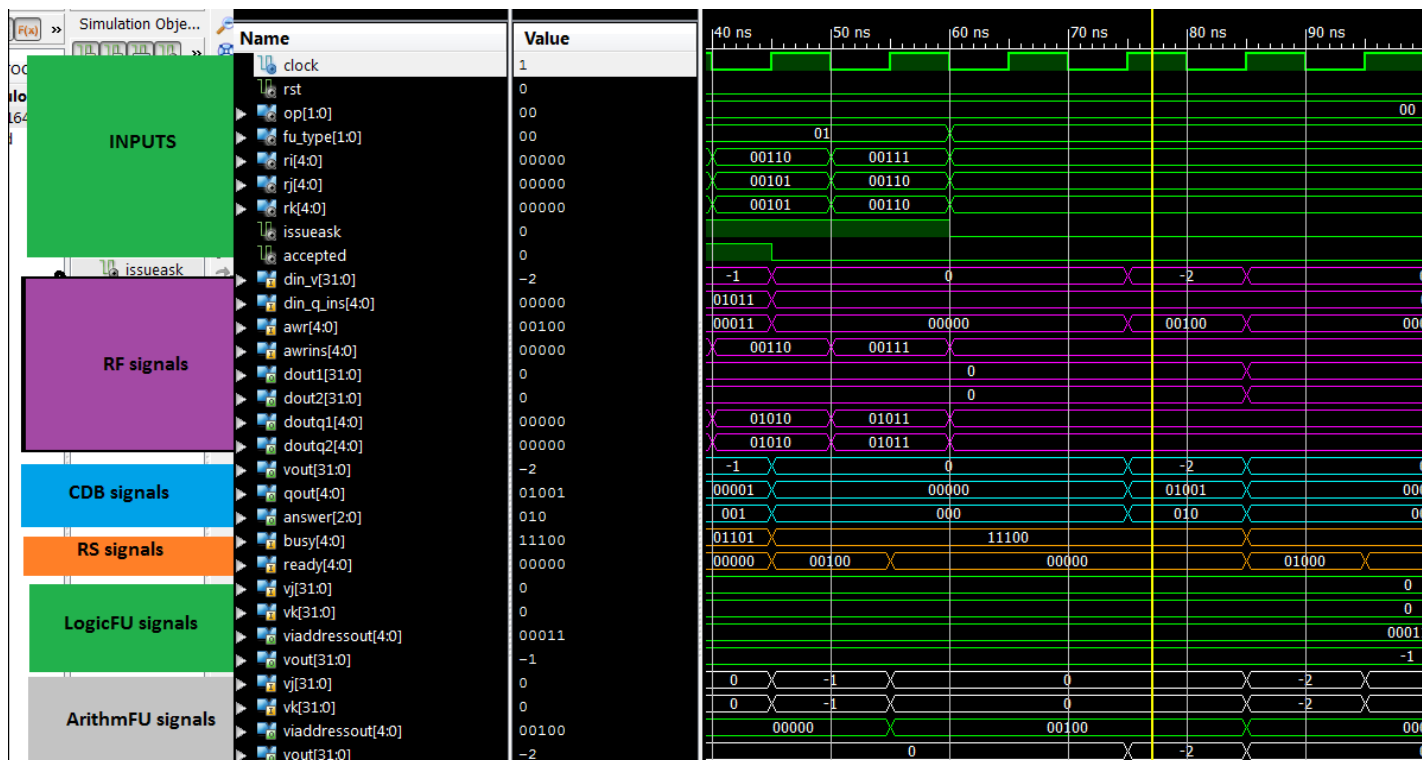 F(x) » Simulation Obje...
Name Value 40 ns 50 ns 60 ns 70 ns 80 ns 90 ns
clock 1
rst 0
op[1:0] 00 00
INPUTS
fu_type[1:0] 00 01
ri[4:0] 00000 00110 00111
rj[4:0] 00000 00101 00110
rk[4:0] 00000 00101 00110
issueask 0
accepted 0
issueask
din_v[31:0] -2 -1 0 -2
din_q_ins[4:0] 00000 01011
awr[4:0] 00100 00011 00000 00100 000
awrins[4:0] 00000 00110 00111
RF signals
dout1[31:0] 0 0
dout2[31:0] 0 0
doutq1[4:0] 00000 01010 01011
doutq2[4:0] 00000 01010 01011
vout[31:0] -2 -1 0 -2
CDB signals
qout[4:0] 01001 00001 00000 01001 000
answer[2:0] 010 001 000 010 00
busy[4:0] 11100 01101 11100
RS signals
ready[4:0] 00000 00000 00100 00000 01000
vj[31:0] 0 0
vk[31:0] 0 0
LogicFU signals
viaddressout[4:0] 00011 0001
vout[31:0] -1 -1
vj[31:0] 0 0 -1 0 -2
vk[31:0] 0 0 -1 0 -2
ArithmFU signals
viaddressout[4:0] 00100 00000 00100 000
vout[31:0] -2 0 -2